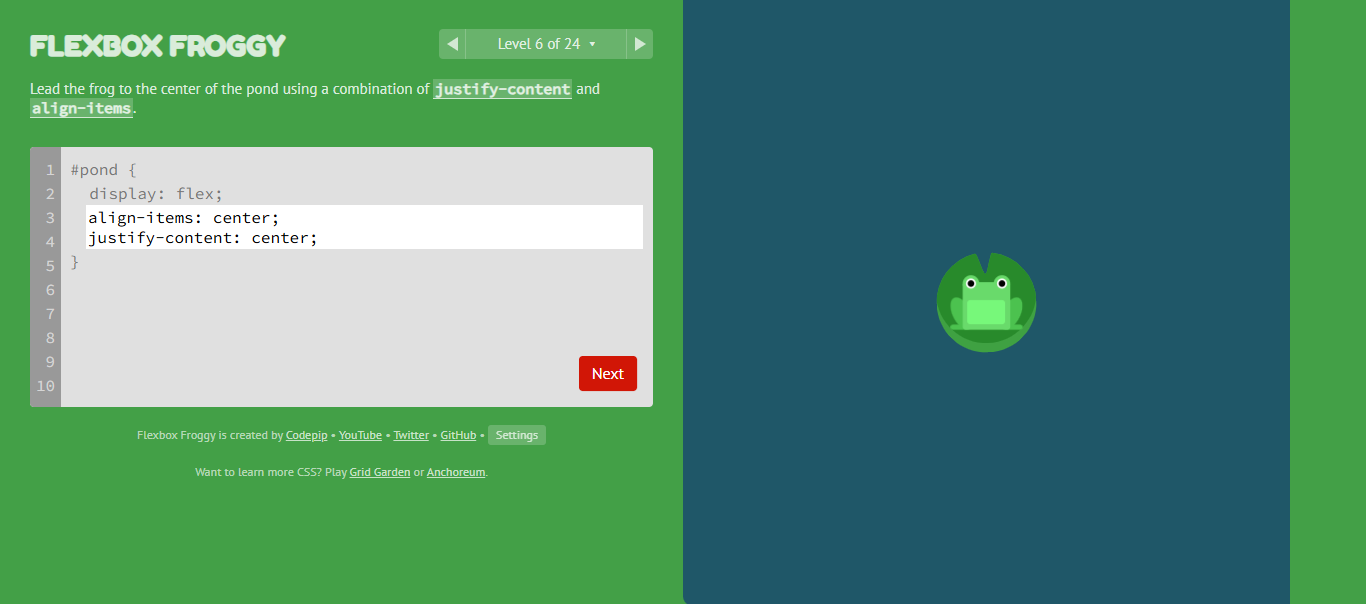 FLEXBOX FROGGY
Level 6 of 24
Lead the frog to the center of the pond using a combination of justify-content and
align-items.
1 #pond {
2 display: flex;
3 align-items: center;
4 justify-content: center;
5 }
6
7
8
9
10
Next
Flexbox Froggy is created by Codepip • YouTube • Twitter • GitHub • Settings
Want to learn more CSS? Play Grid Garden or Anchoreum.